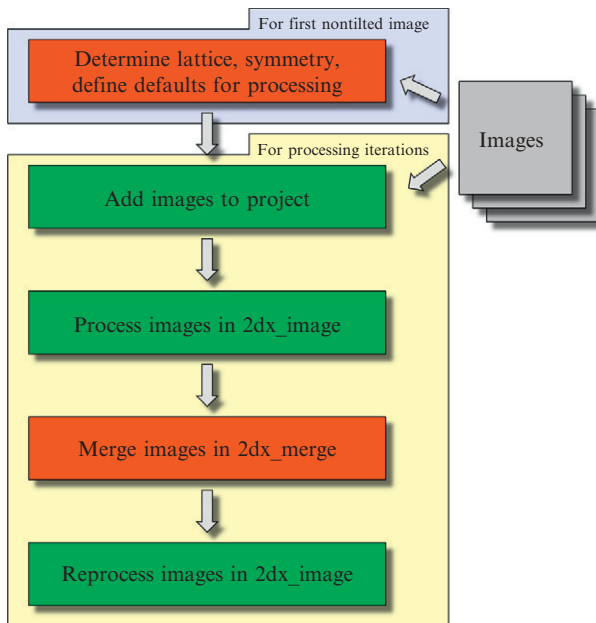 For first nontilted image
Determine lattice, symmetry,
define defaults for processing
Images
For processing iterations
Add images to project
Process images in 2dx_image
Merge images in 2dx_merge
Reprocess images in 2dx_image